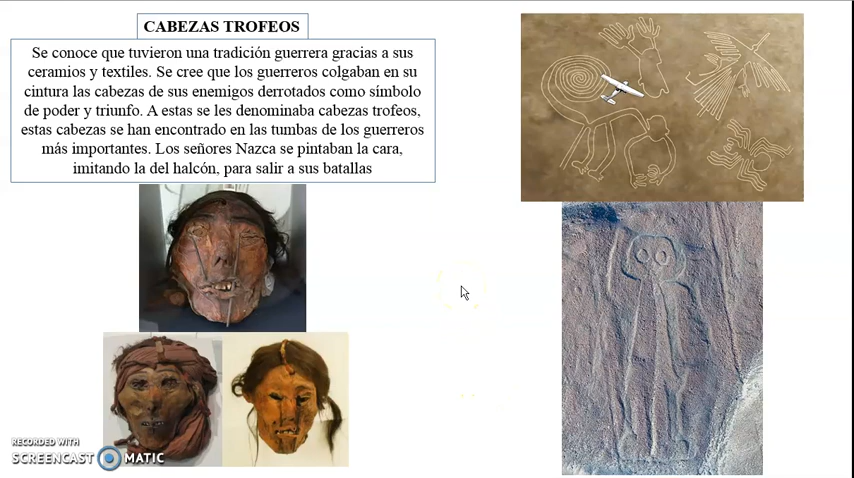 CABEZAS TROFEOS
Se conoce que tuvieron una tradición guerrera gracias a sus
ceramios y textiles. Se cree que los guerreros colgaban en su
cintura las cabezas de sus enemigos derrotados como símbolo
de poder y triunfo. A estas se les denominaba cabezas trofeos,
estas cabezas se han encontrado en las tumbas de los guerreros
más importantes. Los señores Nazca se pintaban la cara,
imitando la del halcón, para salir a sus batallas
RECORDED WITH
SCREENCAST MATIC